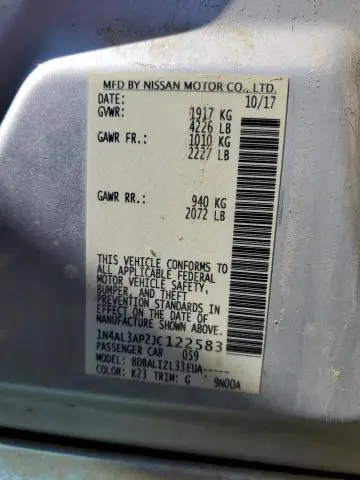 MFD BY NISSAN MOTOR CO., LTD.
DATE: 10/17
GVWR: 1917 KG
4226 LB
GAWR FR.: 1010 KG
2227 LB
GAWR RR.: 940 KG
2072 LB
THIS VEHICLE CONFORMS TO
ALL APPLICABLE FEDERAL
MOTOR VEHICLE SAFETY,
BUMPER, AND THEFT
PREVENTION STANDARDS IN
EFFECT ON THE DATE OF
MANUFACTURE SHOWN ABOVE.
1N4AL3AP2JC122583
PASSENGER CAR 059
MODEL: BDBALI2L33EUA-----
COLOR: K23 TRIM: G 9N00A